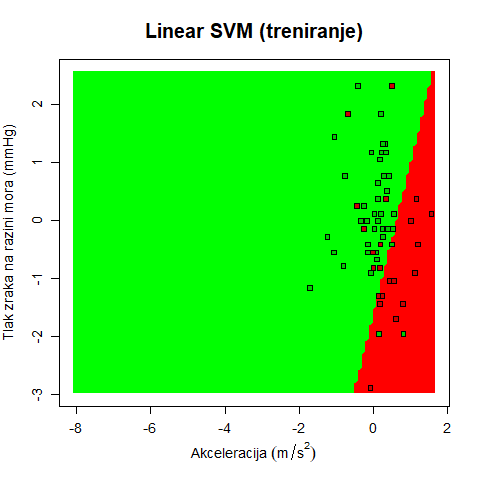 Linear SVM (treniranje)
Tlak zraka na razini mora (mmHg)
2
1
0
-1
-2
-3
-8 -6 -4 -2 0 2
Akceleracija (m/s²)